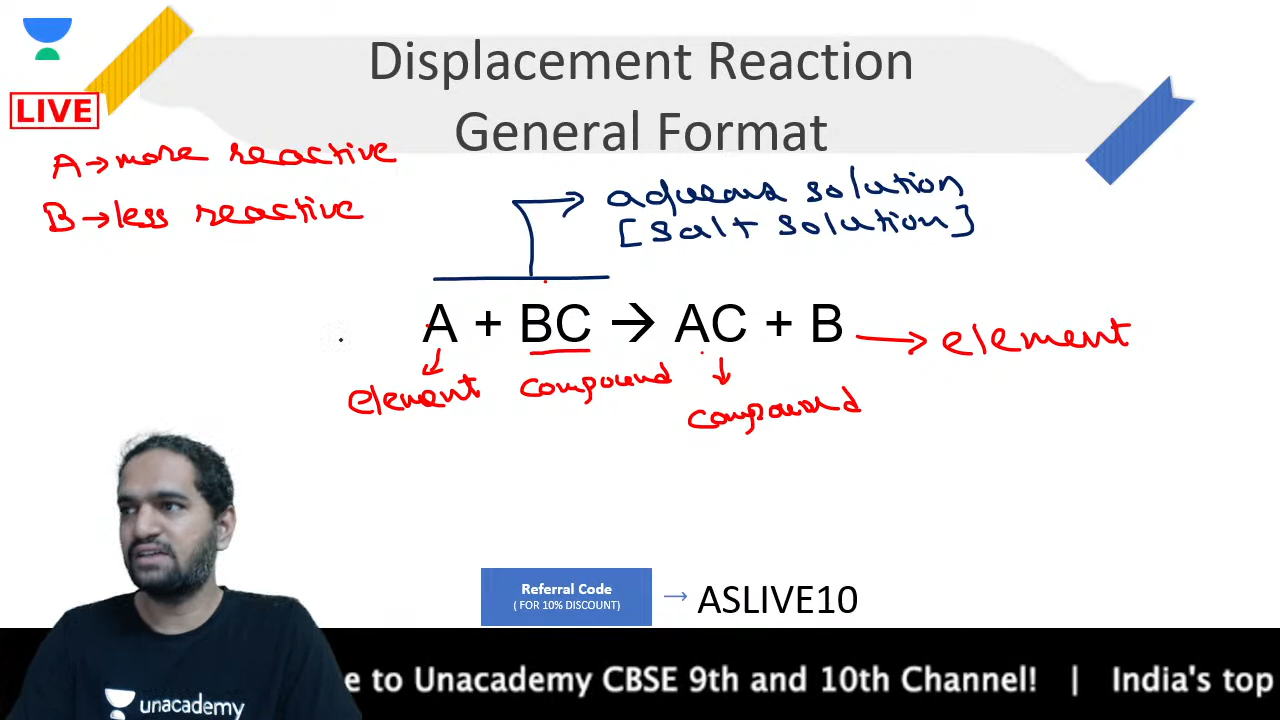 Displacement Reaction
General Format
LIVE
A→more reactive
B→less reactive
aqueous solution
[salt solution]
A + BC → AC + B → element
element compound
compound
Referral Code
( FOR 10% DISCOUNT)
→ ASLIVE10
e to Unacademy CBSE 9th and 10th Channel! | India's top
unacademy